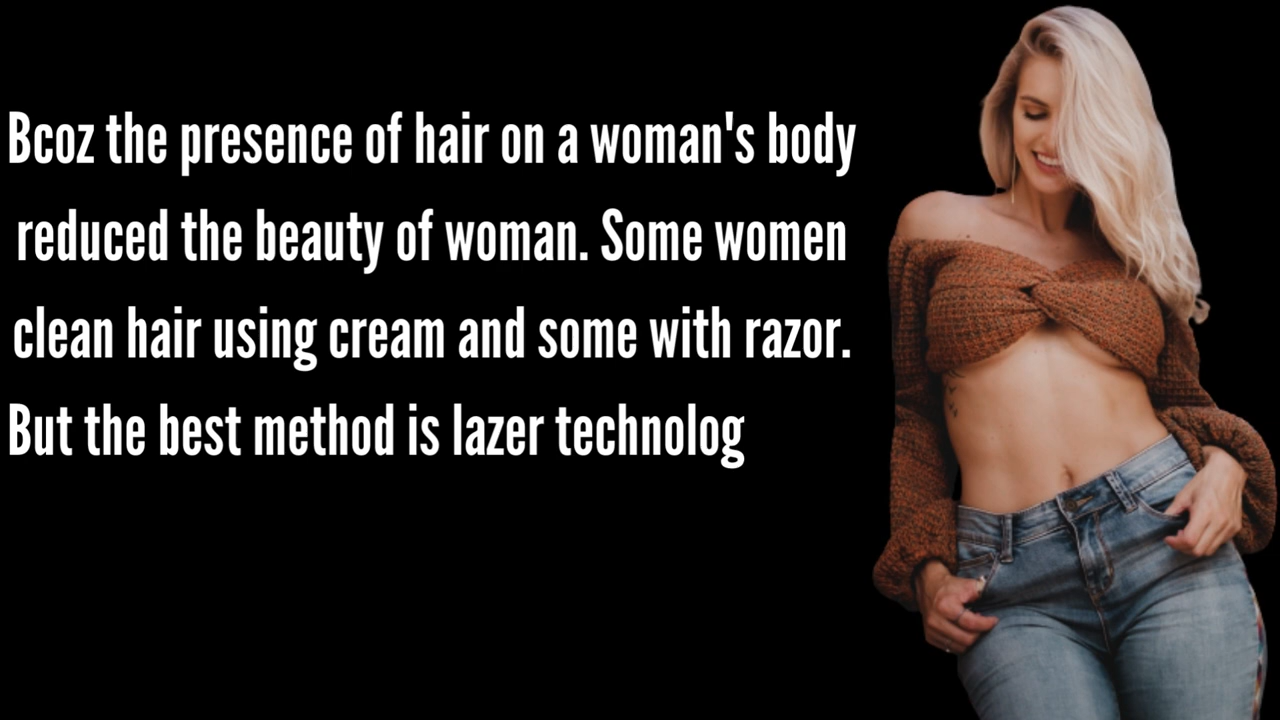 Bcoz the presence of hair on a woman's body
reduced the beauty of woman. Some women
clean hair using cream and some with razor.
But the best method is lazer technolog